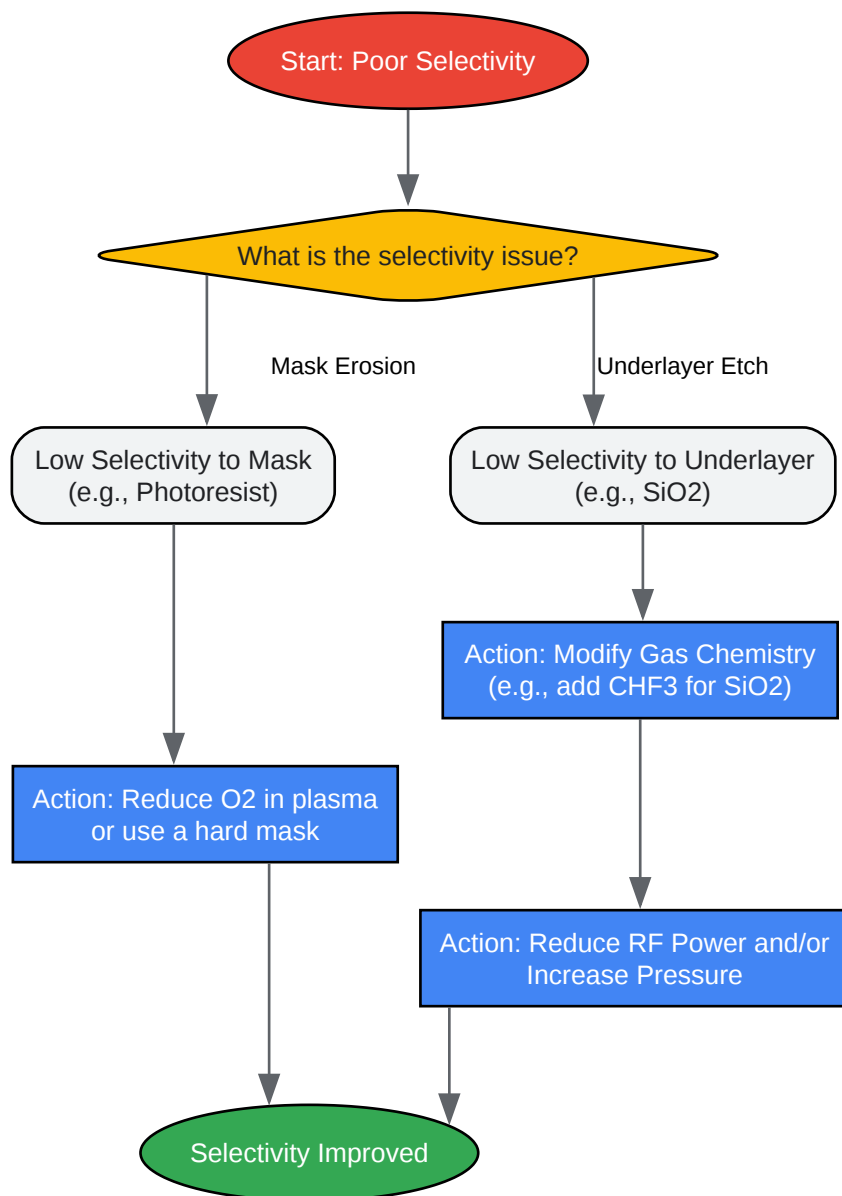 Start: Poor Selectivity
What is the selectivity issue?
Mask Erosion
Underlayer Etch
Low Selectivity to Mask
(e.g., Photoresist)
Low Selectivity to Underlayer
(e.g., SiO2)
Action: Modify Gas Chemistry
(e.g., add CHF3 for SiO2)
Action: Reduce O2 in plasma
or use a hard mask
Action: Reduce RF Power and/or
Increase Pressure
Selectivity Improved